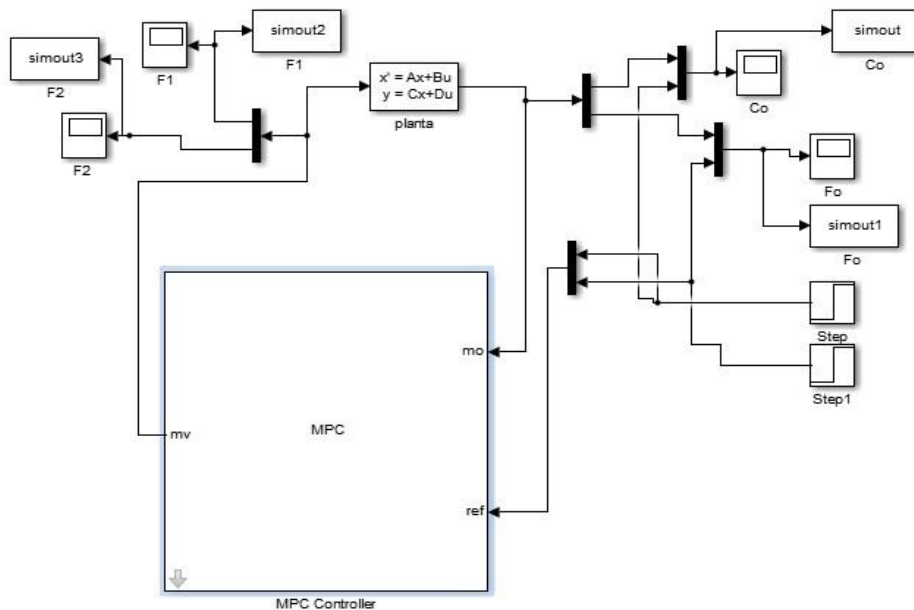 simout3
F2
F1
simout2
F1
F2
x' = Ax+Bu
y = Cx+Du
planta
simout
Co
Co
Fo
simout1
Fo
Step
Step1
mo
mv
MPC
ref
MPC Controller